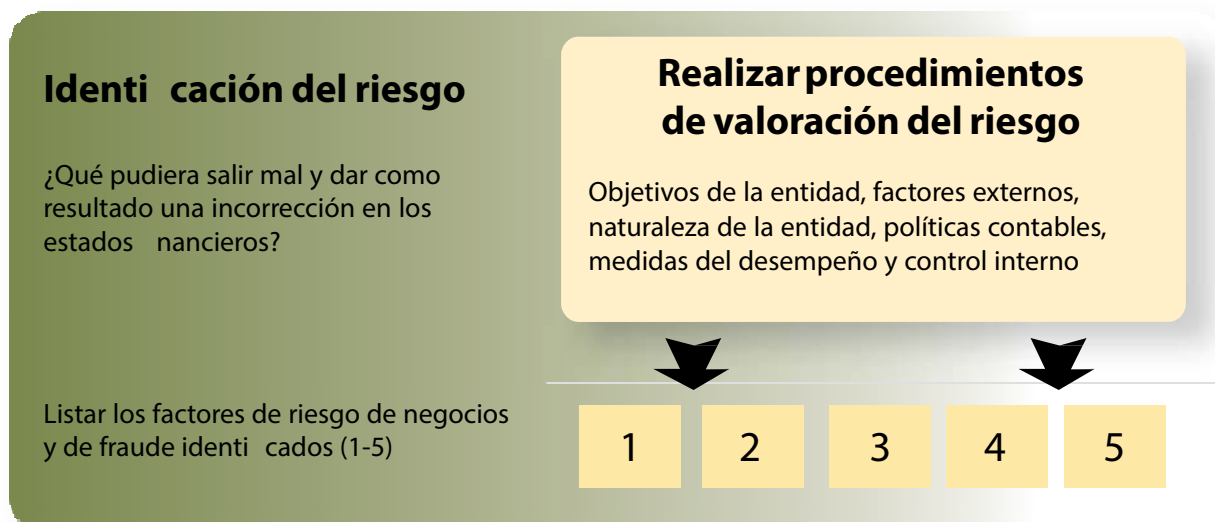 Identi cación del riesgo
¿Qué pudiera salir mal y dar como
resultado una incorrección en los
estados nancieros?
Realizar procedimientos
de valoración del riesgo
Objetivos de la entidad, factores externos,
naturaleza de la entidad, políticas contables,
medidas del desempeño y control interno
Listar los factores de riesgo de negocios
y de fraude identi cados (1-5)
1 2 3 4 5